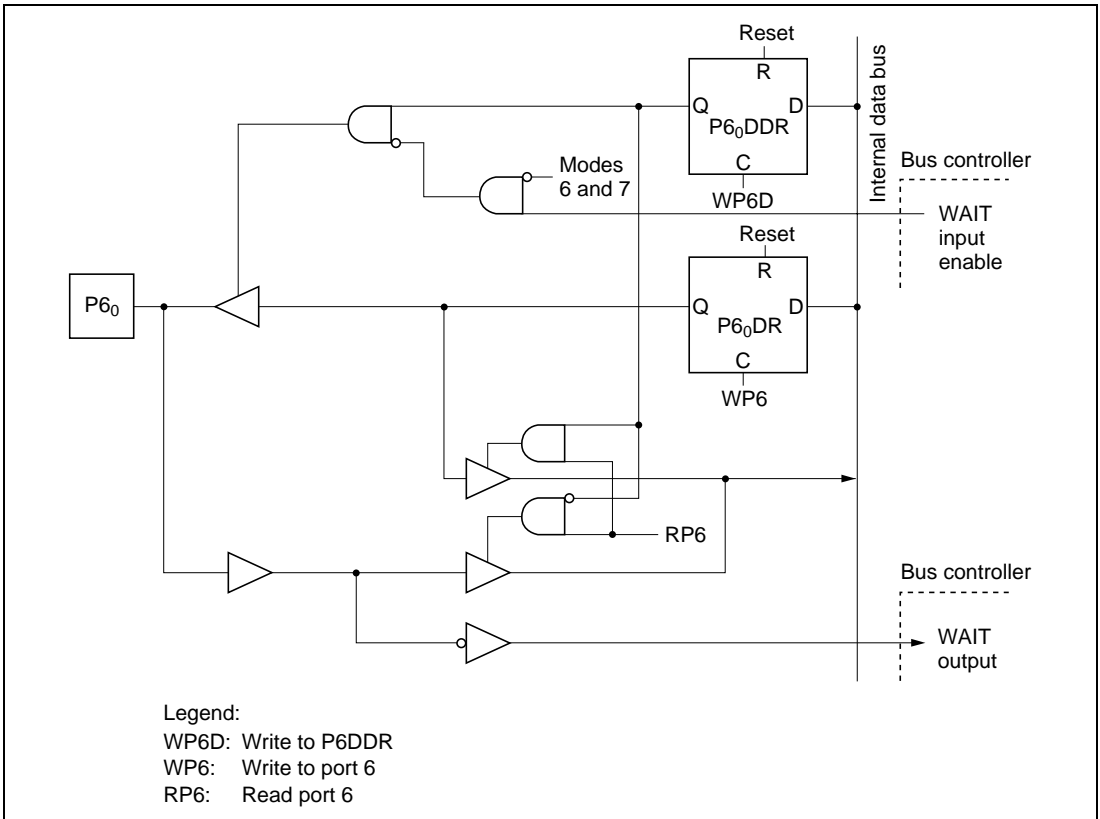 Reset
R
Q
D
P6₀DDR
C
WP6D
Internal data bus
Modes
6 and 7
Bus controller
WAIT
input
enable
Reset
R
Q
D
P6₀DR
C
WP6
P6₀
RP6
Bus controller
WAIT
output
Legend:
WP6D: Write to P6DDR
WP6: Write to port 6
RP6: Read port 6